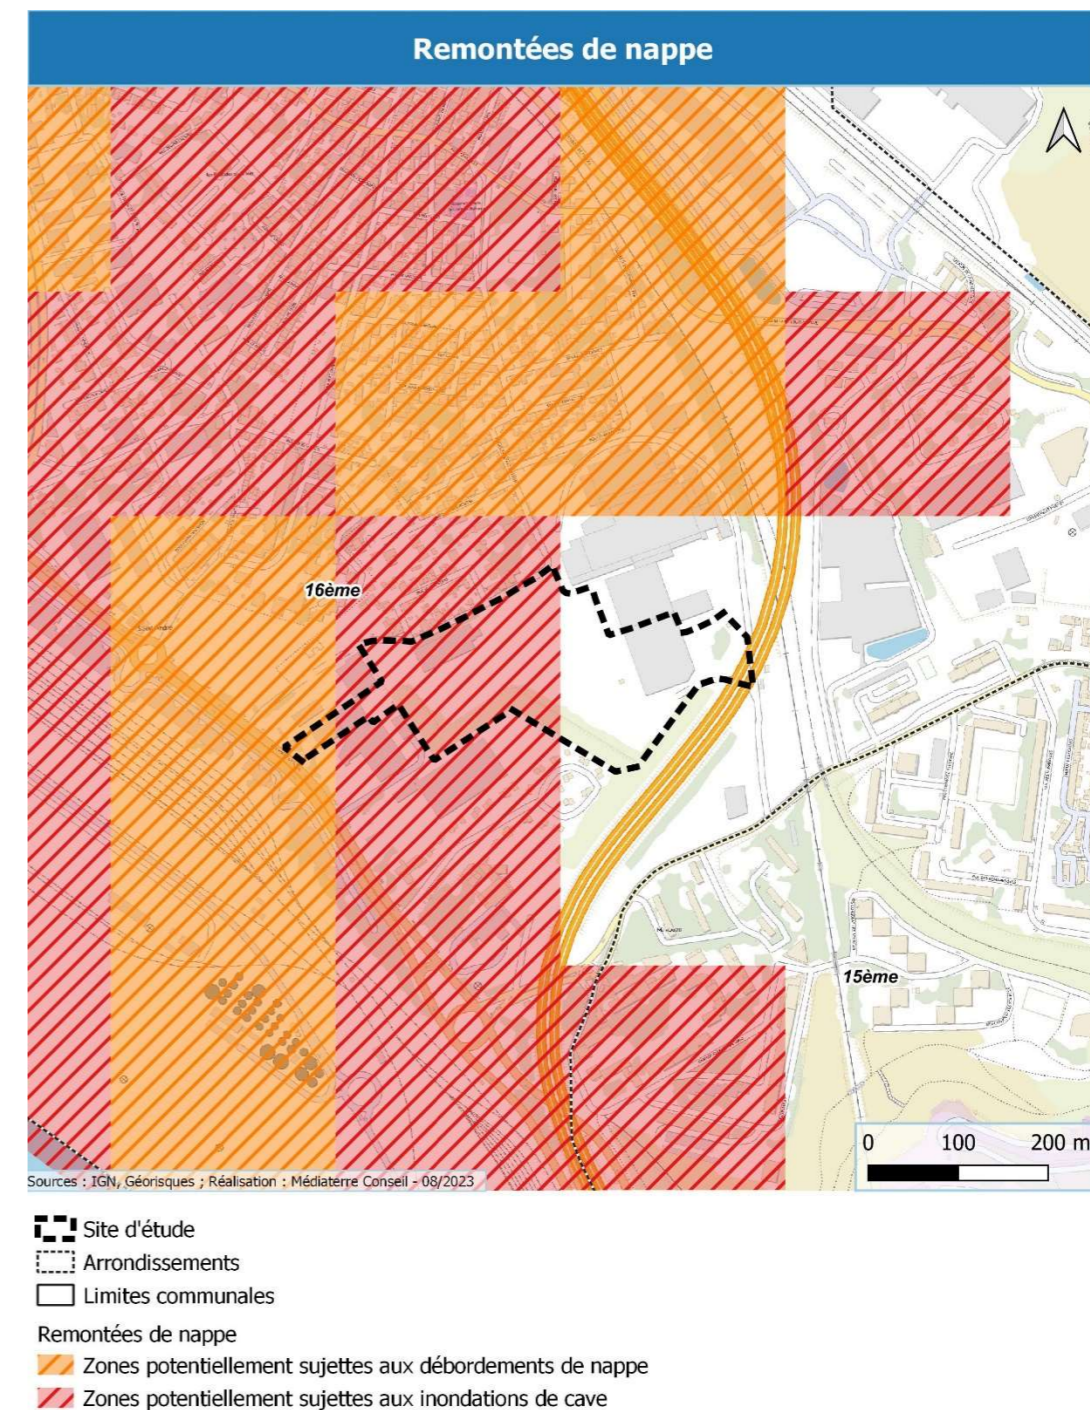 Remontées de nappe
16ème
15ème
0 100 200 m
Sources : IGN, Géorisques ; Réalisation : Médiaterre Conseil - 08/2023
Site d'étude
Arrondissements
Limites communales
Remontées de nappe
Zones potentiellement sujettes aux débordements de nappe
Zones potentiellement sujettes aux inondations de cave